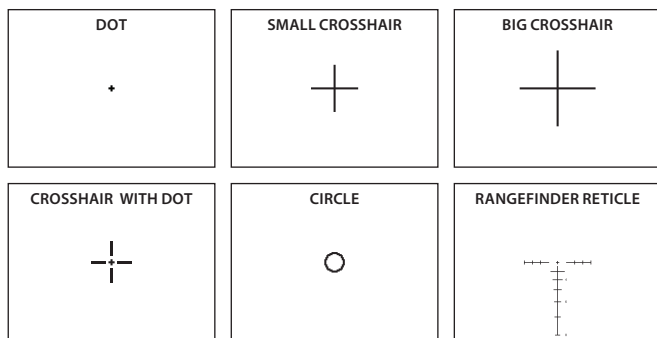 DOT
SMALL CROSSHAIR
BIG CROSSHAIR
CROSSHAIR WITH DOT
CIRCLE
RANGEFINDER RETICLE